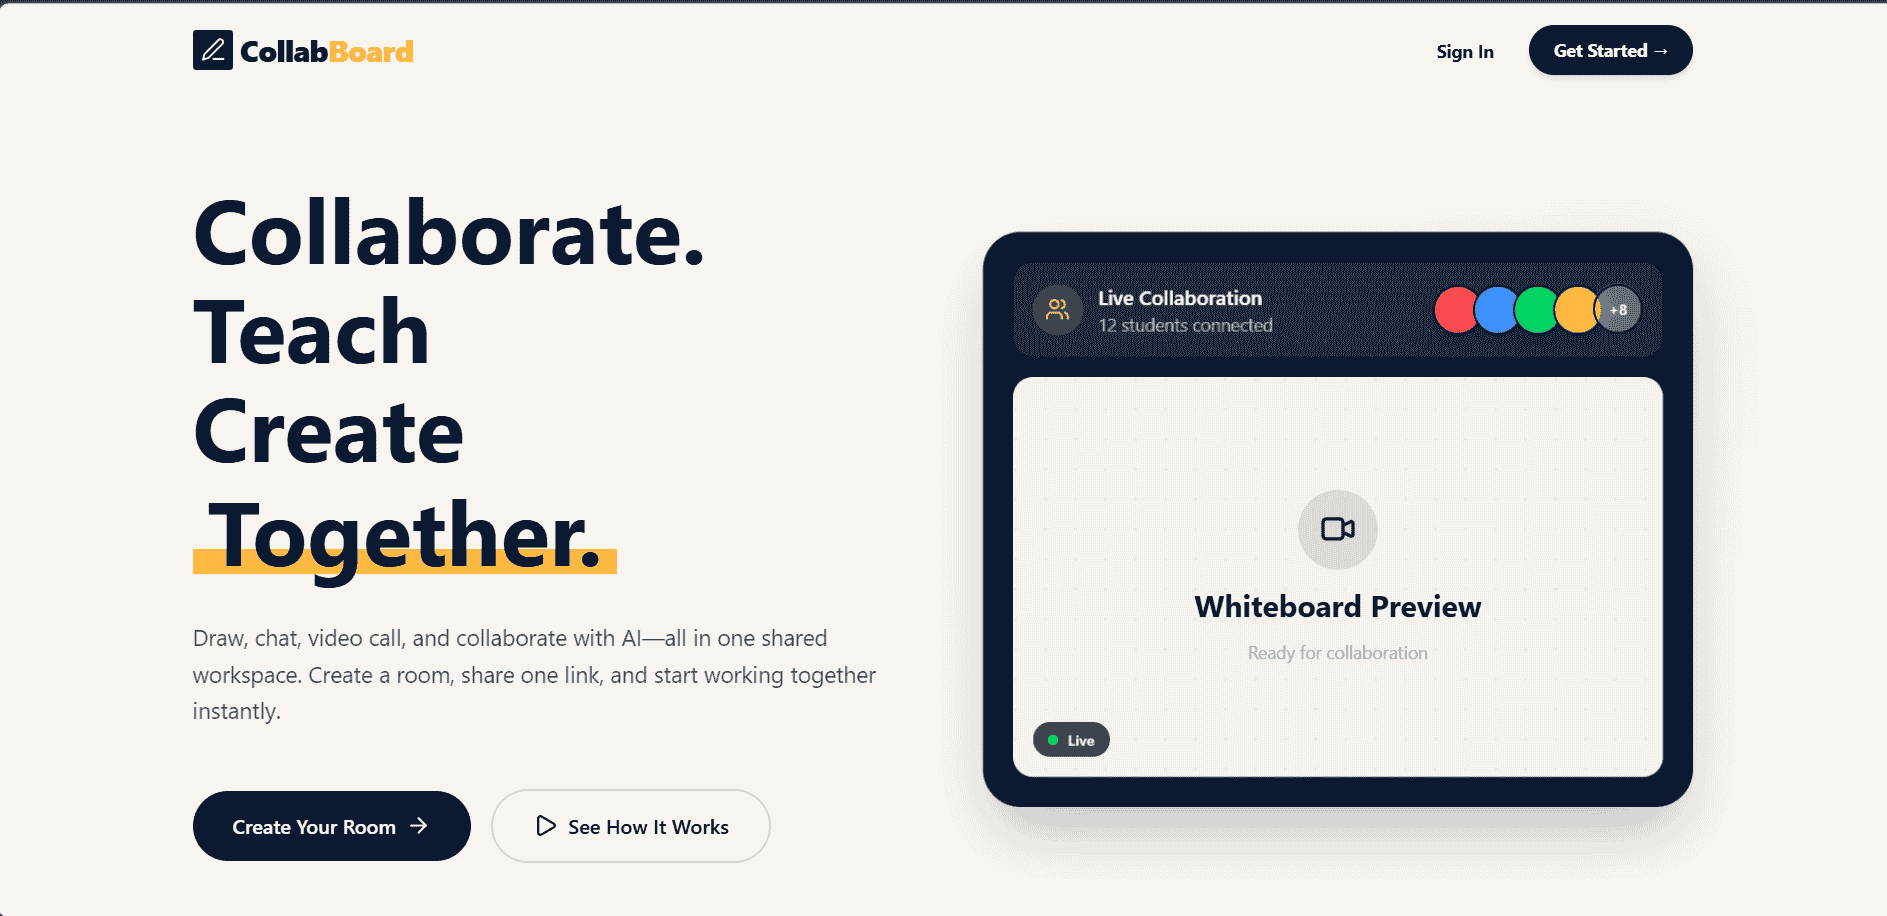 CollabBoard
Sign In
Get Started →
Collaborate.
Teach
Create
Together.
Draw, chat, video call, and collaborate with AI—all in one shared
workspace. Create a room, share one link, and start working together
instantly.
Create Your Room →
See How It Works
Live Collaboration
12 students connected
+8
Whiteboard Preview
Ready for collaboration
Live